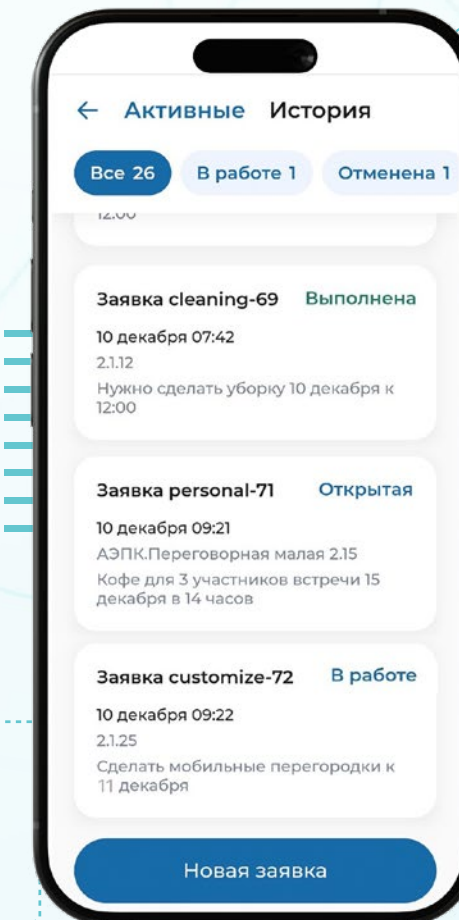 ← Активные История
Все 26 В работе 1 Отменена 1
12:00
Заявка cleaning-69 Выполнена
10 декабря 07:42
2.1.12
Нужно сделать уборку 10 декабря к
12:00
Заявка personal-71 Открытая
10 декабря 09:21
АЭПК.Переговорная малая 2.15
Кофе для 3 участников встречи 15
декабря в 14 часов
Заявка customize-72 В работе
10 декабря 09:22
2.1.25
Сделать мобильные перегородки к
11 декабря
Новая заявка